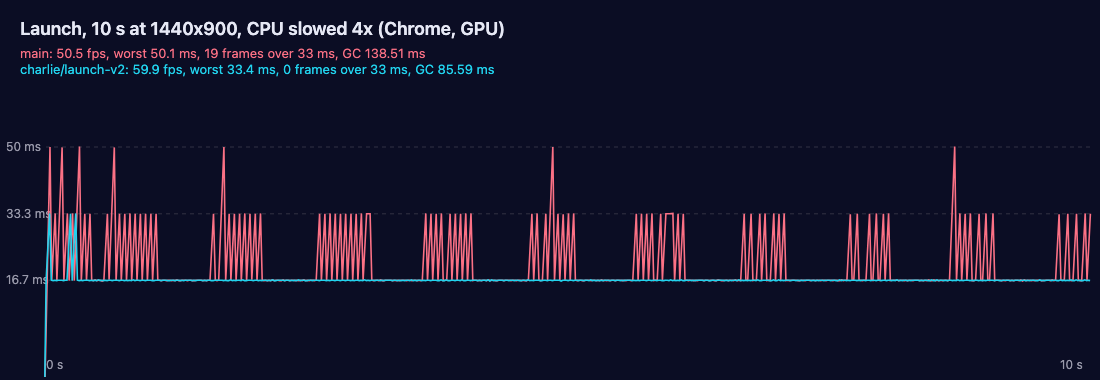 Launch, 10 s at 1440x900, CPU slowed 4x (Chrome, GPU)
main: 50.5 fps, worst 50.1 ms, 19 frames over 33 ms, GC 138.51 ms
charlie/launch-v2: 59.9 fps, worst 33.4 ms, 0 frames over 33 ms, GC 85.59 ms
50 ms
33.3 ms
16.7 ms
0 s
10 s